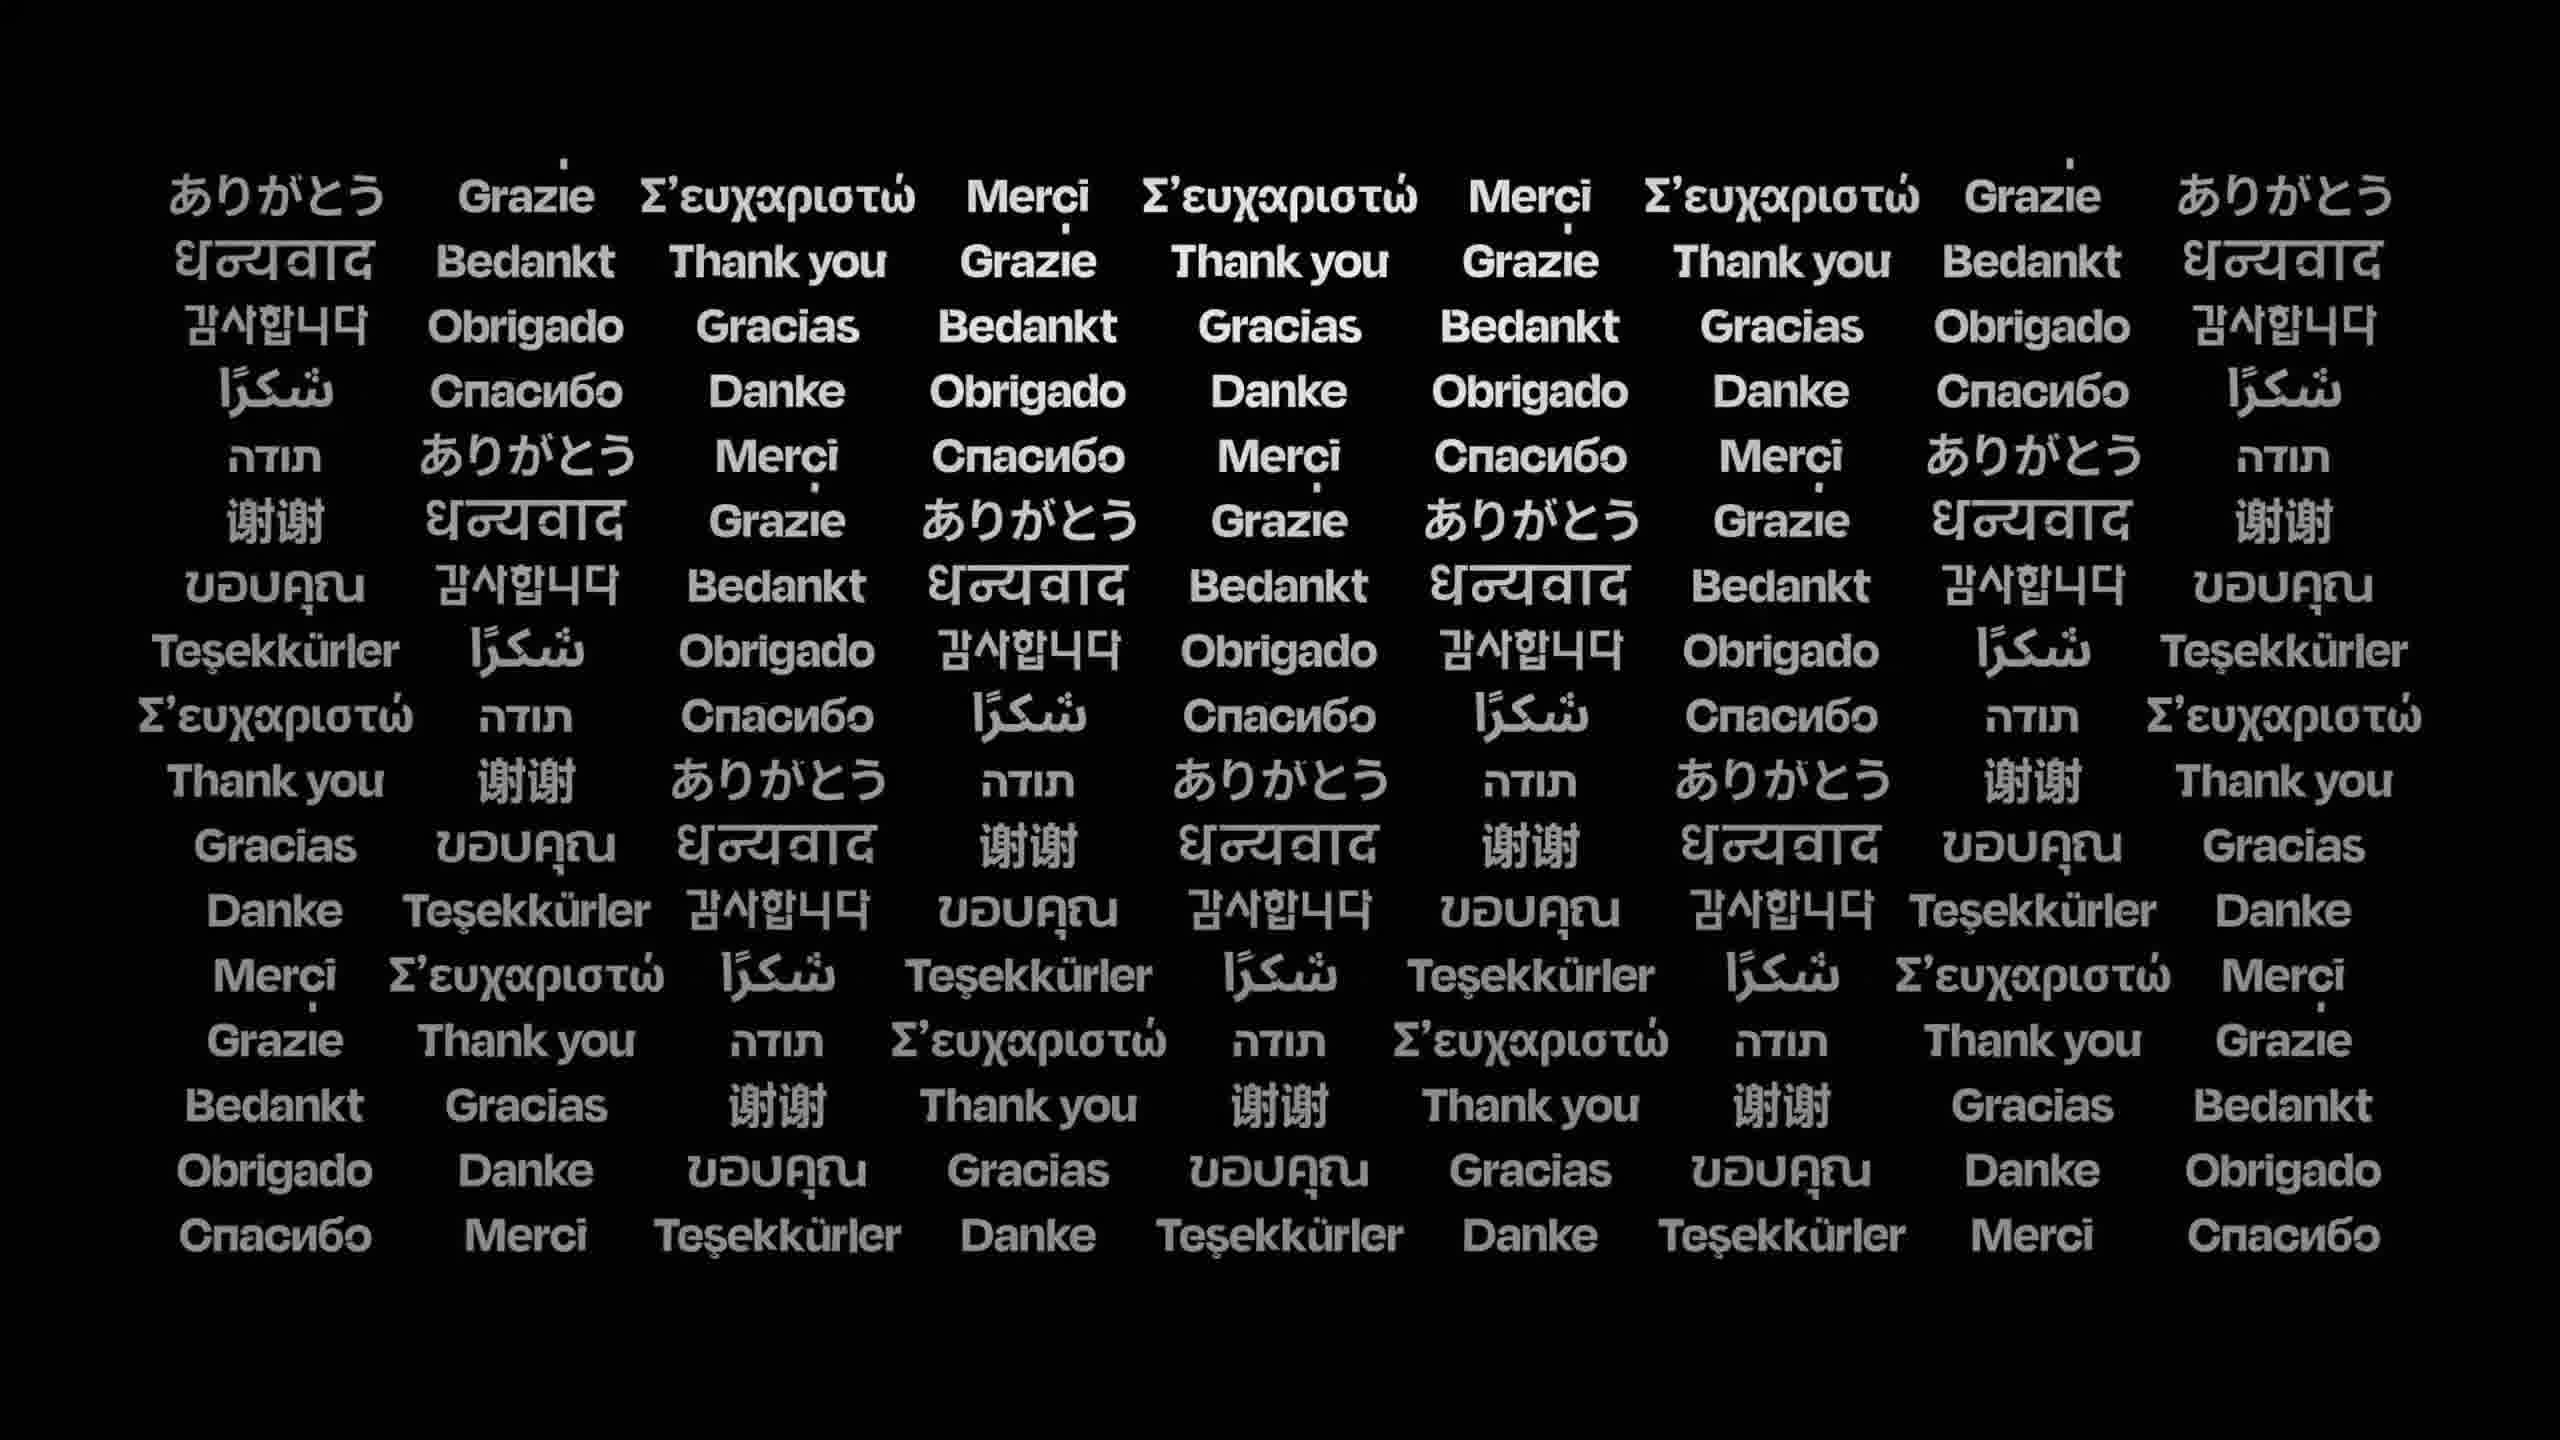 ありがとう Grazie Σ’ευχαριστώ Merci Σ’ευχαριστώ Merci Σ’ευχαριστώ Grazie ありがとう
धन्यवाद Bedankt Thank you Grazie Thank you Grazie Thank you Bedankt धन्यवाद
감사합니다 Obrigado Gracias Bedankt Gracias Bedankt Gracias Obrigado 감사합니다
شكرًا Спасибо Danke Obrigado Danke Obrigado Danke Спасибо شكرًا
תודה ありがとう Merci Спасибо Merci Спасибо Merci ありがとう תודה
谢谢 धन्यवाद Grazie ありがとう Grazie ありがとう Grazie धन्यवाद 谢谢
ขอบคุณ 감사합니다 Bedankt धन्यवाद Bedankt धन्यवाद Bedankt 감사합니다 ขอบคุณ
Teşekkürler شكرًا Obrigado 감사합니다 Obrigado 감사합니다 Obrigado شكرًا Teşekkürler
Σ’ευχαριστώ תודה Спасибо شكرًا Спасибо شكرًا Спасибо תודה Σ’ευχαριστώ
Thank you 谢谢 ありがとう תודה ありがとう תודה ありがとう 谢谢 Thank you
Gracias ขอบคุณ धन्यवाद 谢谢 धन्यवाद 谢谢 धन्यवाद ขอบคุณ Gracias
Danke Teşekkürler 감사합니다 ขอบคุณ 감사합니다 ขอบคุณ 감사합니다 Teşekkürler Danke
Merci Σ’ευχαριστώ شكرًا Teşekkürler شكرًا Teşekkürler شكرًا Σ’ευχαριστώ Merci
Grazie Thank you תודה Σ’ευχαριστώ תודה Σ’ευχαριστώ תודה Thank you Grazie
Bedankt Gracias 谢谢 Thank you 谢谢 Thank you 谢谢 Gracias Bedankt
Obrigado Danke ขอบคุณ Gracias ขอบคุณ Gracias ขอบคุณ Danke Obrigado
Спасибо Merci Teşekkürler Danke Teşekkürler Danke Teşekkürler Merci Спасибо